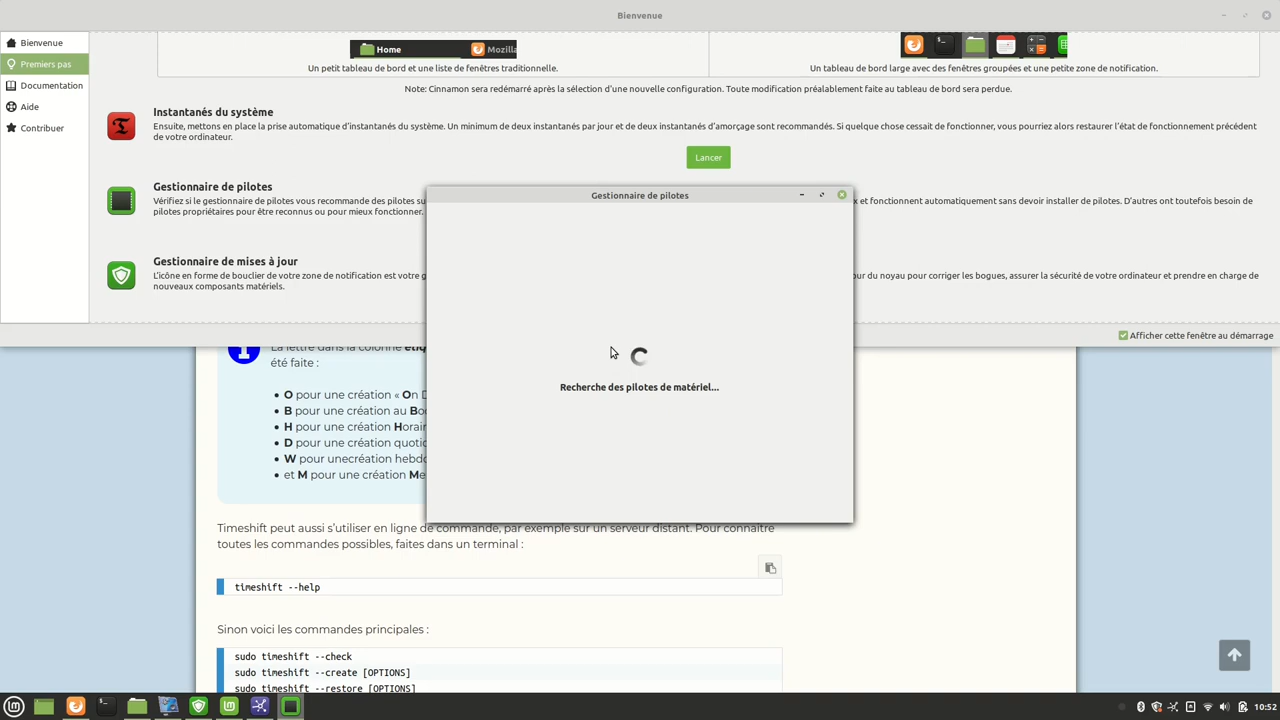 Bienvenue
Bienvenue
Premiers pas
Documentation
Aide
Contribuer
Home
Mozilla
Un petit tableau de bord et une liste de fenêtres traditionnelle.
Un tableau de bord large avec des fenêtres groupées et une petite zone de notification.
Note: Cinnamon sera redémarré après la sélection d'une nouvelle configuration. Toute modification préalablement faite au tableau de bord sera perdue.
Instantanés du système
Ensuite, mettons en place la prise automatique d'instantanés du système. Un minimum de deux instantanés par jour et de deux instantanés d'amorçage sont recommandés. Si quelque chose cessait de fonctionner, vous pourriez alors restaurer l'état de fonctionnement précédent
de votre ordinateur.
Lancer
Gestionnaire de pilotes
Vérifiez si le gestionnaire de pilotes vous recommande des pilotes su
x et fonctionnent automatiquement sans devoir installer de pilotes. D'autres ont toutefois besoin de
pilotes propriétaires pour être reconnus ou pour mieux fonctionner.
Gestionnaire de mises à jour
L'icône en forme de bouclier de votre zone de notification est votre g
our du noyau pour corriger les bogues, assurer la sécurité de votre ordinateur et prendre en charge de
nouveaux composants matériels.
Afficher cette fenêtre au démarrage
Gestionnaire de pilotes
Recherche des pilotes de matériel...
La lettre dans la colonne
été faite :
O pour une création « On D
B pour une création au Bo
H pour une création Horair
D pour une création quotid
W pour unecréation hebdo
et M pour une création Me
Timeshift peut aussi s'utiliser en ligne de commande, par exemple sur un serveur distant. Pour connaitre
toutes les commandes possibles, faites dans un terminal :
timeshift --help
Sinon voici les commandes principales :
sudo timeshift --check
sudo timeshift --create [OPTIONS]
sudo timeshift --restore [OPTIONS]
10:52